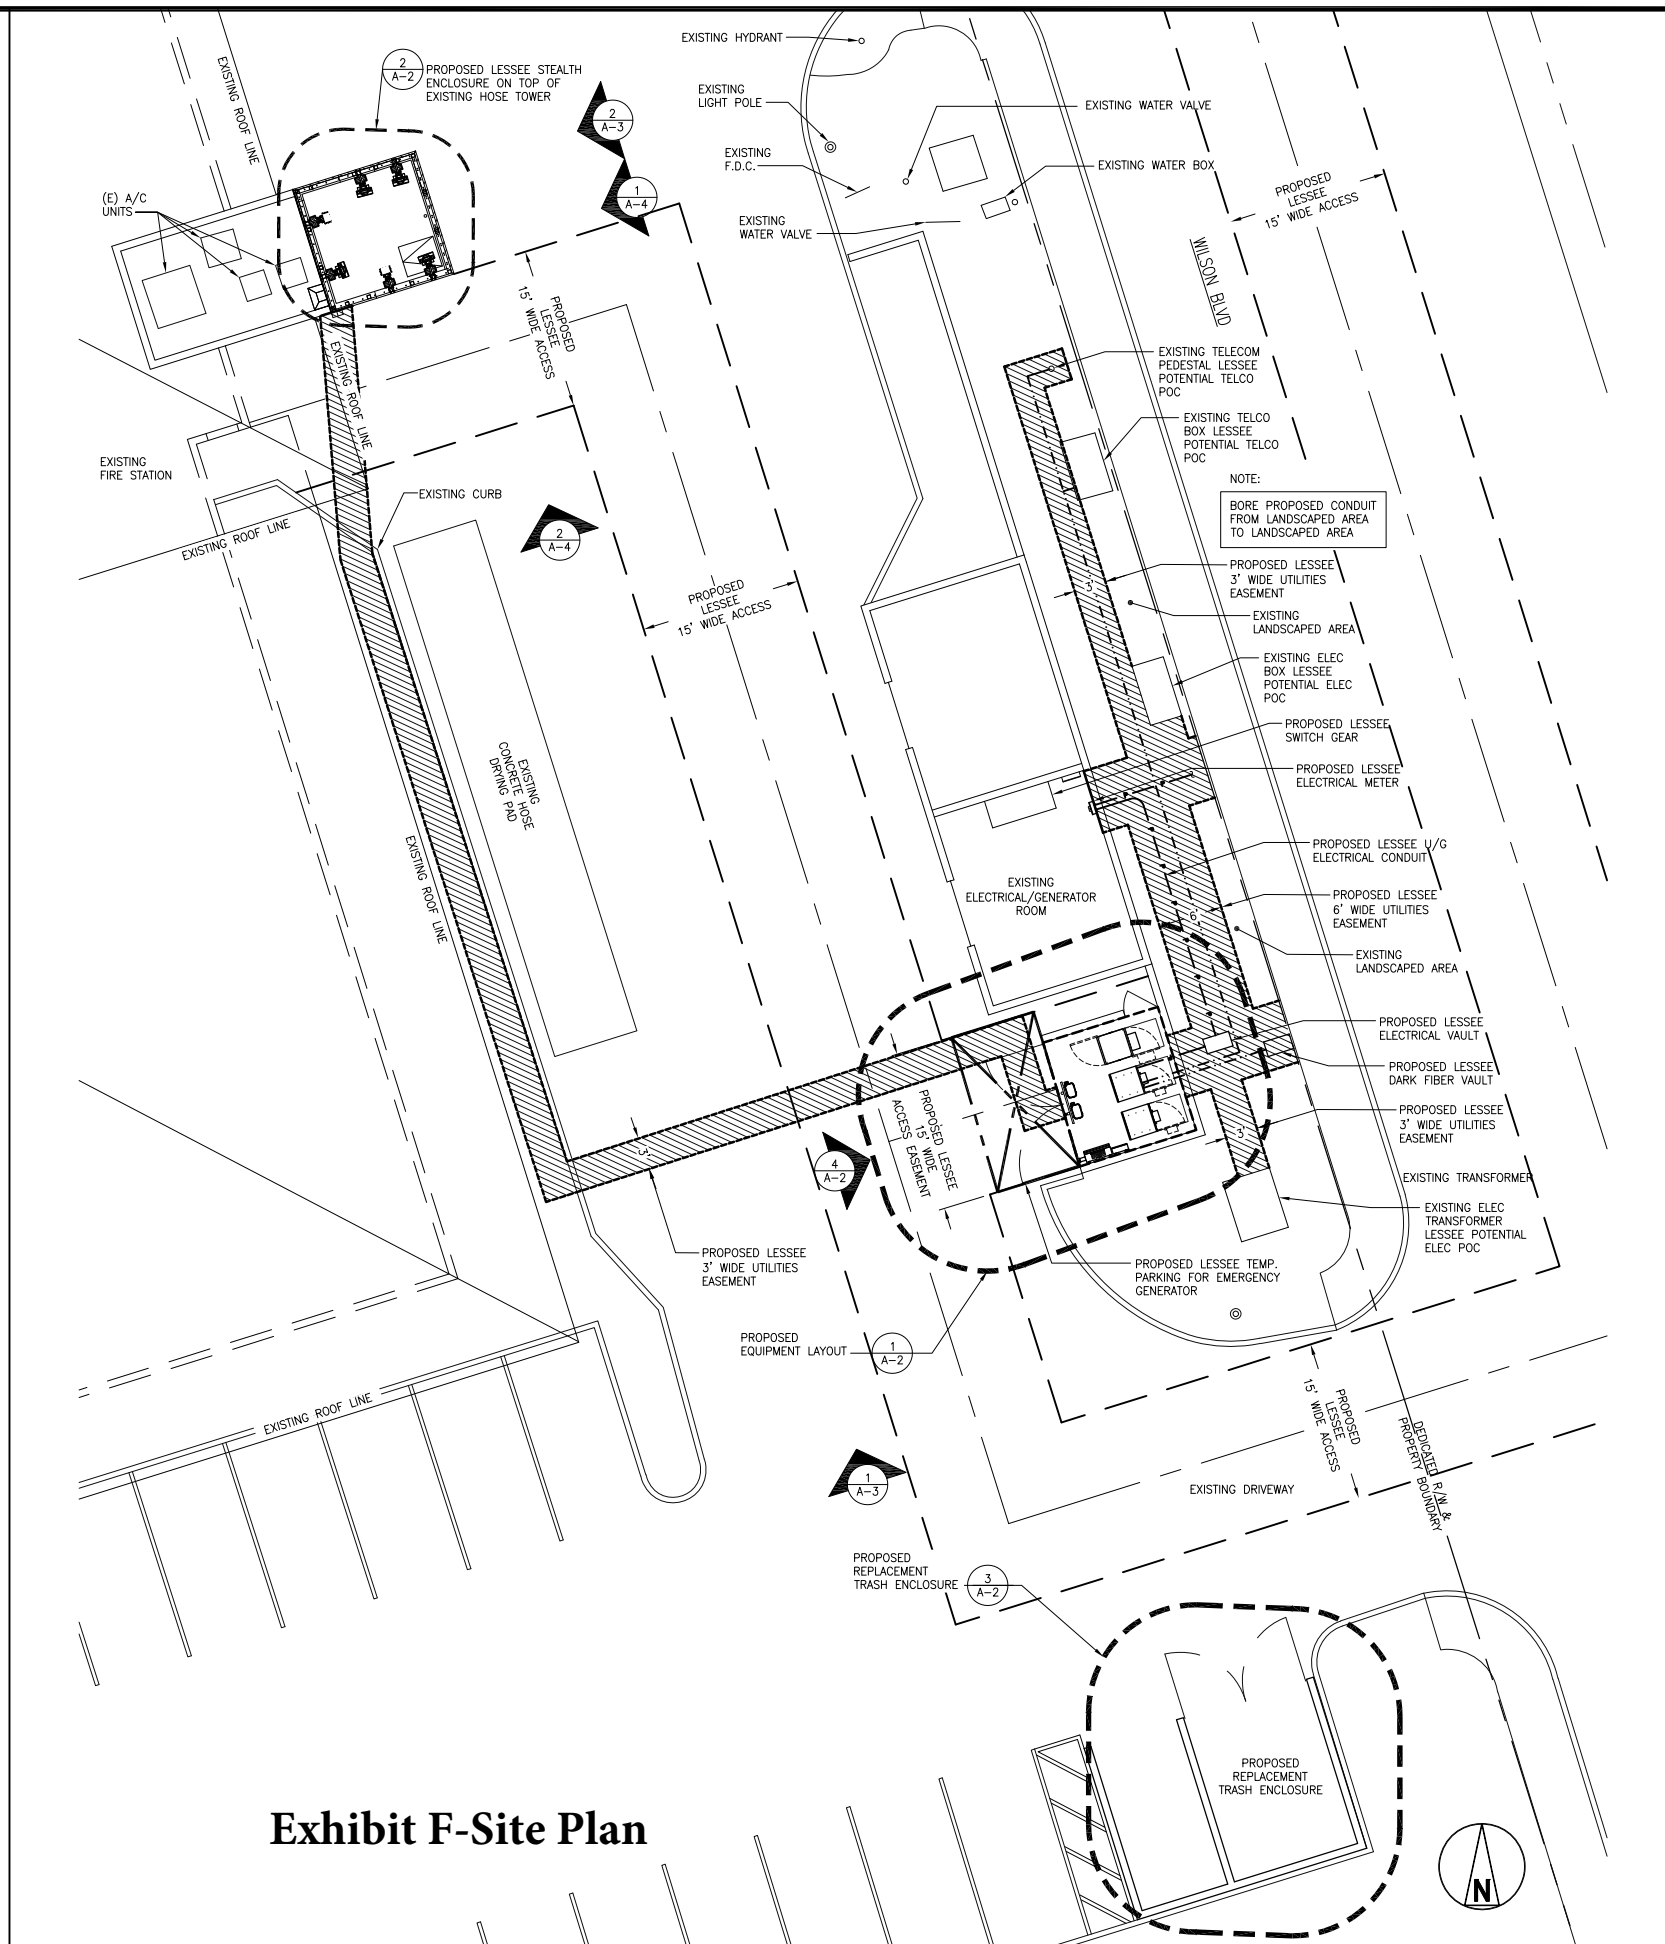 EXISTING HYDRANT
2
A-2
PROPOSED LESSEE STEALTH
ENCLOSURE ON TOP OF
EXISTING HOSE TOWER
EXISTING ROOF LINE
EXISTING
LIGHT POLE
2
A-3
EXISTING WATER VALVE
EXISTING
F.D.C.
EXISTING WATER BOX
1
A-4
(E) A/C
UNITS
EXISTING
WATER VALVE
PROPOSED
LESSEE
15' WIDE ACCESS
WILSON BLVD
PROPOSED
LESSEE
15' WIDE ACCESS
EXISTING ROOF LINE
EXISTING TELECOM
PEDESTAL LESSEE
POTENTIAL TELCO
POC
EXISTING TELCO
BOX LESSEE
POTENTIAL TELCO
POC
EXISTING
FIRE STATION
EXISTING CURB
NOTE:
BORE PROPOSED CONDUIT
FROM LANDSCAPED AREA
TO LANDSCAPED AREA
EXISTING ROOF LINE
2
A-4
PROPOSED LESSEE
3' WIDE UTILITIES
EASEMENT
3'
PROPOSED
LESSEE
15' WIDE ACCESS
EXISTING
LANDSCAPED AREA
EXISTING ELEC
BOX LESSEE
POTENTIAL ELEC
POC
PROPOSED LESSEE
SWITCH GEAR
EXISTING
CONCRETE HOSE
DRYING PAD
PROPOSED LESSEE
ELECTRICAL METER
EXISTING ROOF LINE
PROPOSED LESSEE U/G
ELECTRICAL CONDUIT
EXISTING
ELECTRICAL/GENERATOR
ROOM
PROPOSED LESSEE
6' WIDE UTILITIES
EASEMENT
6'
EXISTING
LANDSCAPED AREA
PROPOSED LESSEE
ELECTRICAL VAULT
PROPOSED LESSEE
DARK FIBER VAULT
PROPOSED LESSEE
15' WIDE
ACCESS EASEMENT
PROPOSED LESSEE
3' WIDE UTILITIES
EASEMENT
3'
3'
4
A-2
EXISTING TRANSFORMER
EXISTING ELEC
TRANSFORMER
LESSEE POTENTIAL
ELEC POC
PROPOSED LESSEE
3' WIDE UTILITIES
EASEMENT
PROPOSED LESSEE TEMP.
PARKING FOR EMERGENCY
GENERATOR
PROPOSED
EQUIPMENT LAYOUT
1
A-2
EXISTING ROOF LINE
PROPOSED
LESSEE
15' WIDE ACCESS
DEDICATED R/W &
PROPERTY BOUNDARY
1
A-3
EXISTING DRIVEWAY
PROPOSED
REPLACEMENT
TRASH ENCLOSURE
3
A-2
PROPOSED
REPLACEMENT
TRASH ENCLOSURE
Exhibit F-Site Plan
N